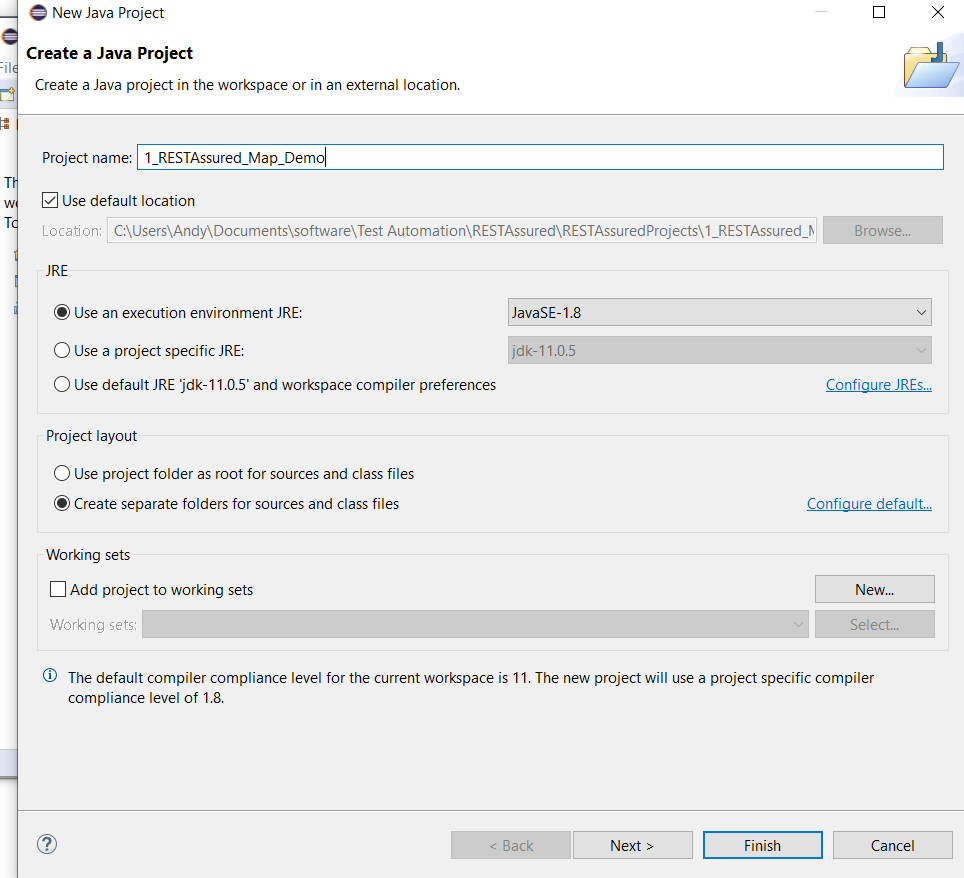 New Java Project
File
Create a Java Project
Create a Java project in the workspace or in an external location.
Project name: 1_RESTAssured_Map_Demo
Use default location
Location: C:\Users\Andy\Documents\software\Test Automation\RESTAssured\RESTAssuredProjects\1_RESTAssured_M
Browse...
JRE
Use an execution environment JRE: JavaSE-1.8
Use a project specific JRE: jdk-11.0.5
Use default JRE 'jdk-11.0.5' and workspace compiler preferences Configure JREs...
Project layout
Use project folder as root for sources and class files
Create separate folders for sources and class files Configure default...
Working sets
Add project to working sets New...
Working sets: Select...
The default compiler compliance level for the current workspace is 11. The new project will use a project specific compiler
compliance level of 1.8.
? < Back Next > Finish Cancel